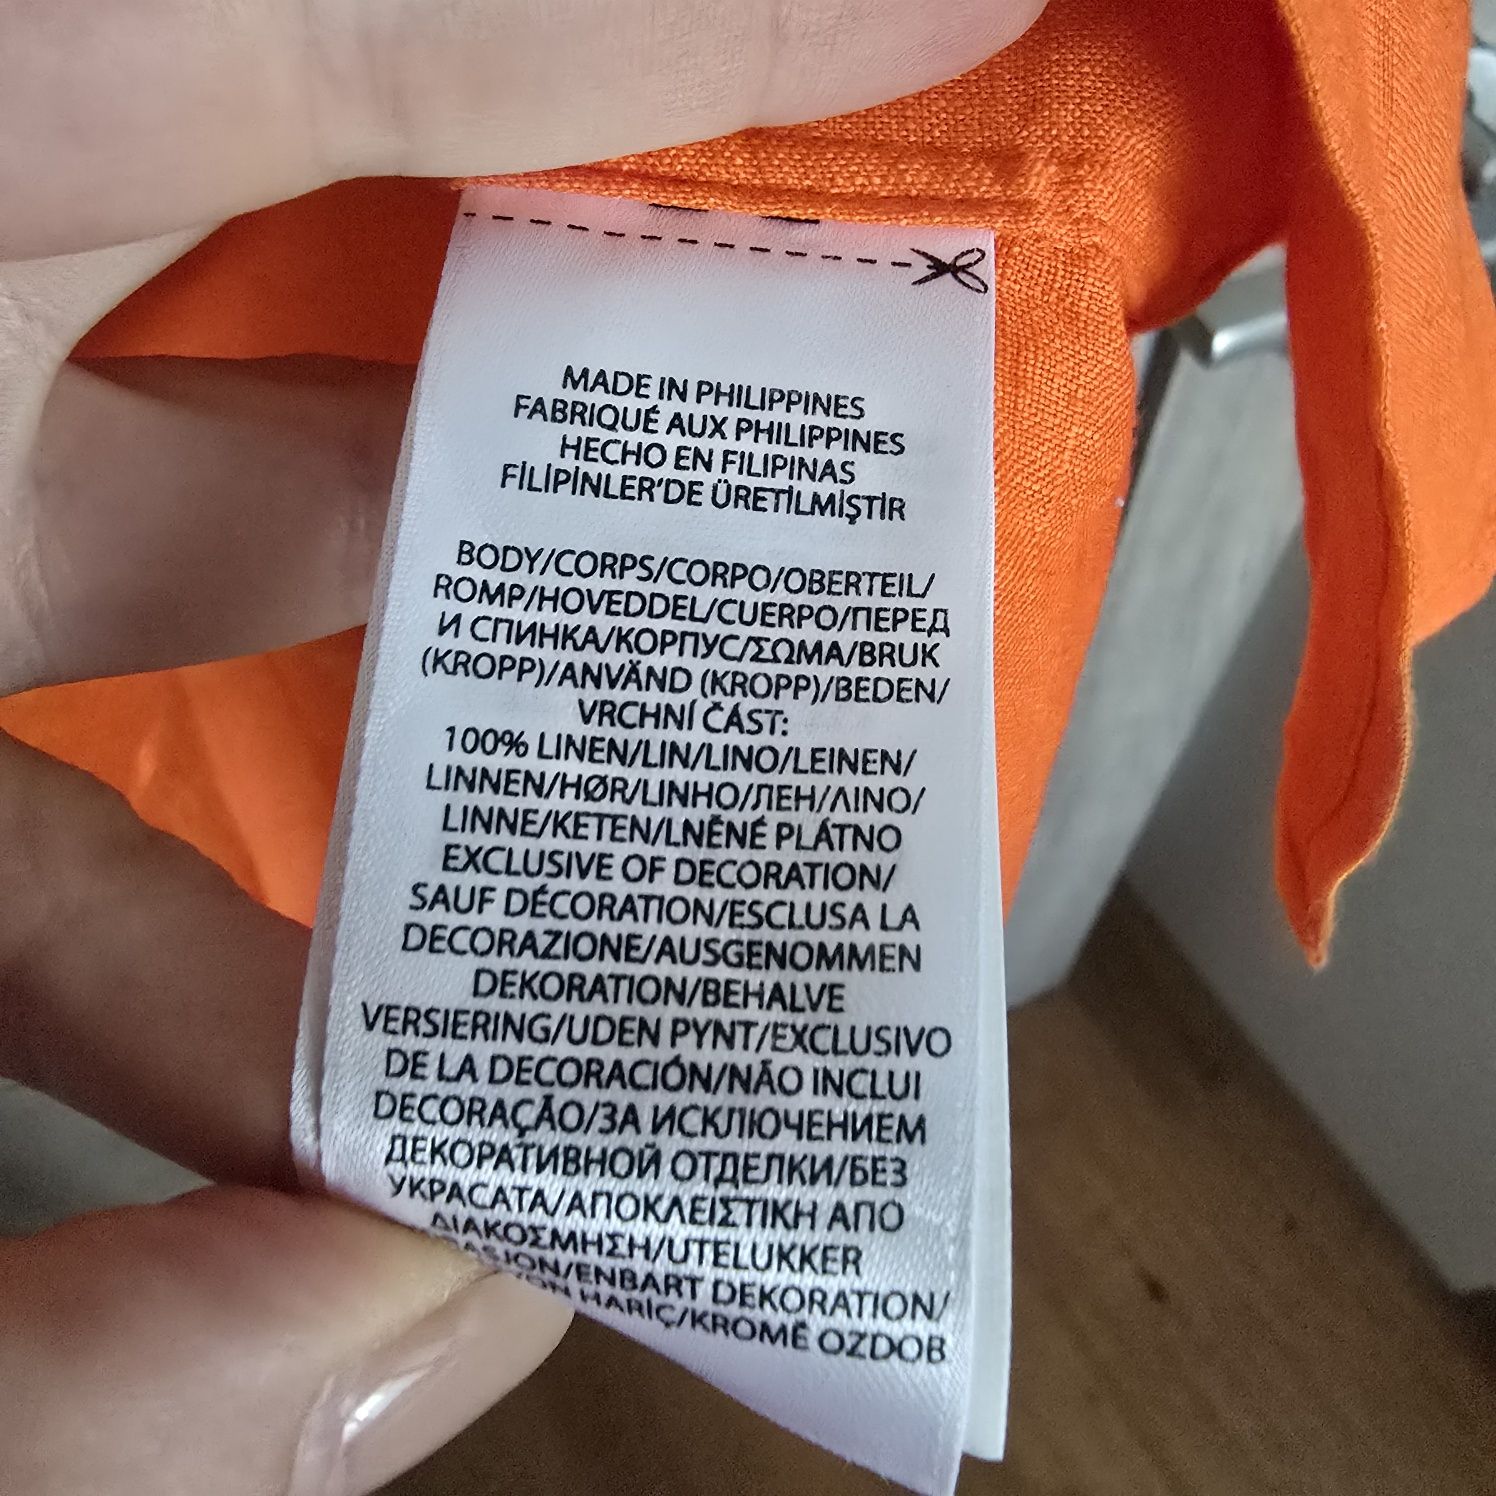 MADE IN PHILIPPINES
FABRIQUÉ AUX PHILIPPINES
HECHO EN FILIPINAS
FİLİPİNLER'DE ÜRETİLMİŞTİR
BODY/CORPS/CORPO/OBERTEIL/
ROMP/HOVEDDEL/CUERPO/ПЕРЕД
И СПИНКА/КОРПУС/ΣΩΜΑ/BRUK
(KROPP)/ANVÄND (KROPP)/BEDEN/
VRCHNÍ ČÁST:
100% LINEN/LIN/LINO/LEINEN/
LINNEN/HØR/LINHO/ЛЕН/ΛΙΝΟ/
LINNE/KETEN/LNĚNÉ PLÁTNO
EXCLUSIVE OF DECORATION/
SAUF DÉCORATION/ESCLUSA LA
DECORAZIONE/AUSGENOMMEN
DEKORATION/BEHALVE
VERSIERING/UDEN PYNT/EXCLUSIVO
DE LA DECORACIÓN/NÃO INCLUI
DECORAÇÃO/ЗА ИСКЛЮЧЕНИЕМ
ДЕКОРАТИВНОЙ ОТДЕЛКИ/БЕЗ
УКРАСАТА/ΑΠΟΚΛΕΙΣΤΙΚΗ ΑΠΟ
ΔΙΑΚΟΣΜΗΣΗ/UTELUKKER
/ENBART DEKORATION/
HARİÇ/KROMĚ OZDOB